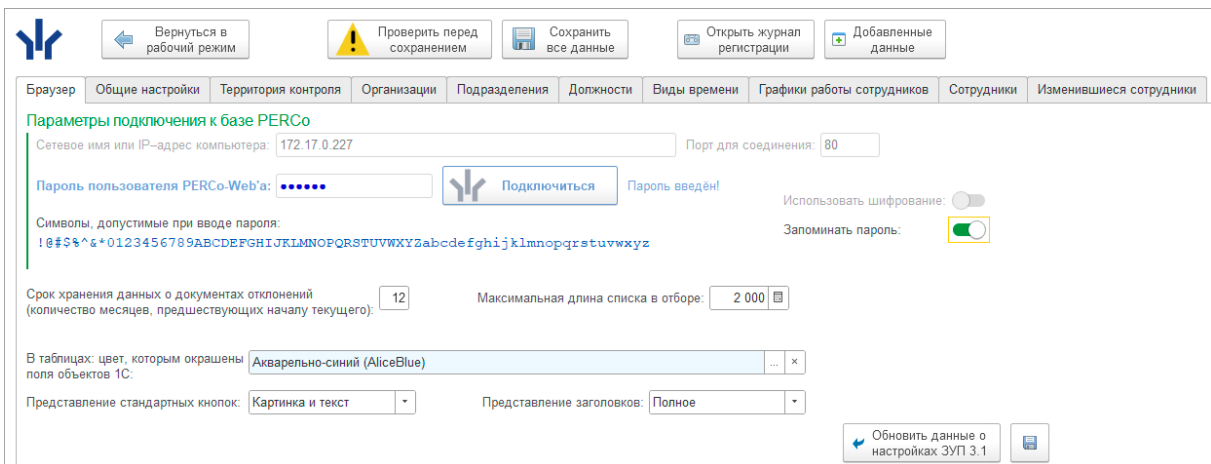 Вернуться в
рабочий режим
Проверить перед
сохранением
Сохранить
все данные
Открыть журнал
регистрации
Добавленные
данные
Браузер Общие настройки Территория контроля Организации Подразделения Должности Виды времени Графики работы сотрудников Сотрудники Изменившиеся сотрудники
Параметры подключения к базе PERCo
Сетевое имя или IP-адрес компьютера: 172.17.0.227 Порт для соединения: 80
Пароль пользователя PERCo-Web'a: ●●●●●● Подключиться Пароль введён!
Использовать шифрование:
Символы, допустимые при вводе пароля:
Запоминать пароль:
!@#$%^&*0123456789ABCDEFGHIJKLMNOPQRSTUVWXYZabcdefghijklmnopqrstuvwxyz
Срок хранения данных о документах отклонений
(количество месяцев, предшествующих началу текущего): 12 Максимальная длина списка в отборе: 2 000
В таблицах: цвет, которым окрашены
поля объектов 1С: Акварельно-синий (AliceBlue) ... ×
Представление стандартных кнопок: Картинка и текст Представление заголовков: Полное
Обновить данные о
настройках ЗУП 3.1